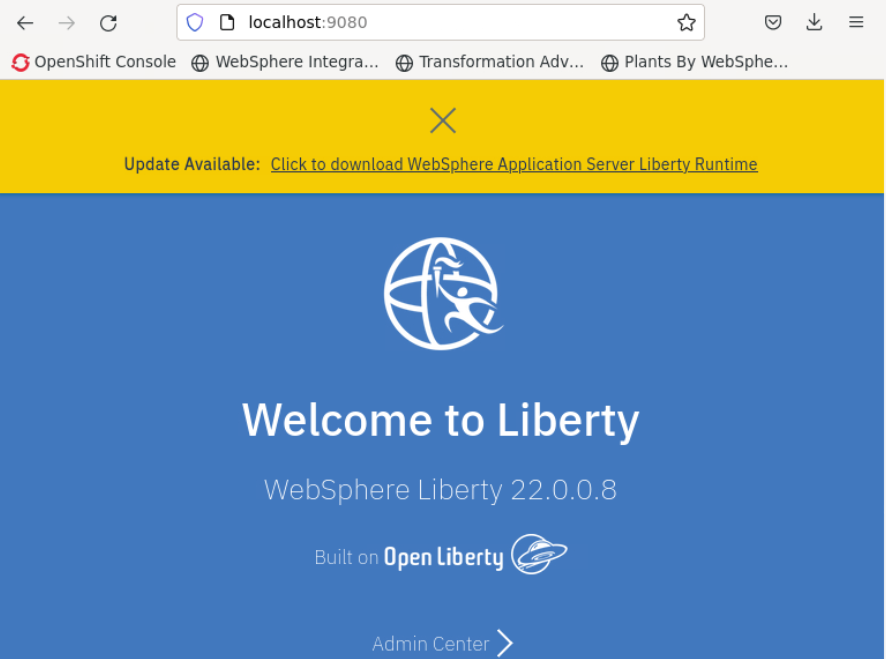 localhost:9080
OpenShift Console WebSphere Integra... Transformation Adv... Plants By WebSphe...
Update Available: Click to download WebSphere Application Server Liberty Runtime
Welcome to Liberty
WebSphere Liberty 22.0.0.8
Built on Open Liberty
Admin Center